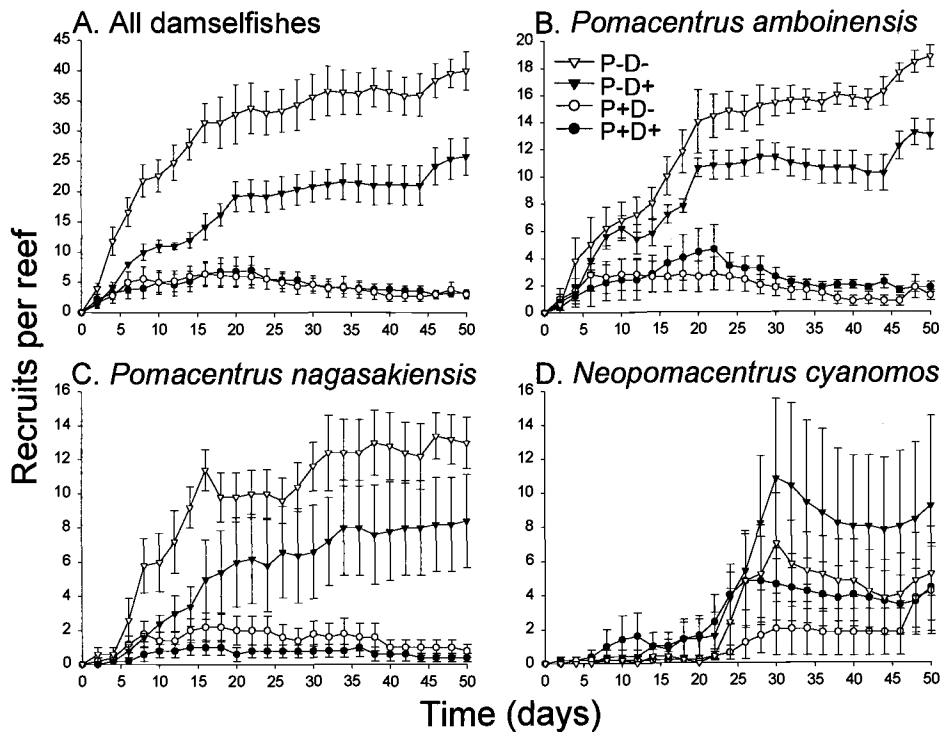 A. All damselfishes
45
40
35
30
25
20
15
10
5
0
0 5 10 15 20 25 30 35 40 45 50
B. Pomacentrus amboinensis
P-D-
P-D+
P+D-
P+D+
20
18
16
14
12
10
8
6
4
2
0
0 5 10 15 20 25 30 35 40 45 50
Recruits per reef
C. Pomacentrus nagasakiensis
16
14
12
10
8
6
4
2
0
0 5 10 15 20 25 30 35 40 45 50
D. Neopomacentrus cyanomos
16
14
12
10
8
6
4
2
0
0 5 10 15 20 25 30 35 40 45 50
Time (days)